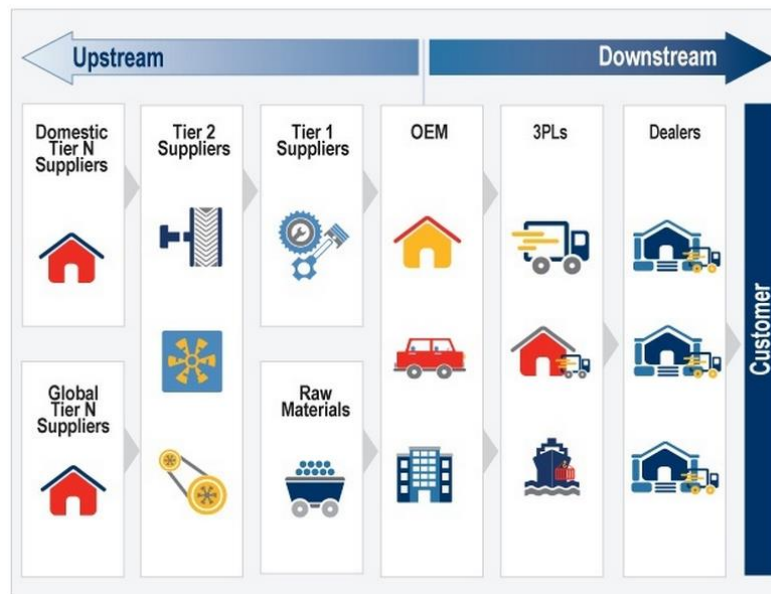 Upstream
Downstream
Domestic
Tier N
Suppliers
Tier 2
Suppliers
Tier 1
Suppliers
OEM
3PLs
Dealers
Global
Tier N
Suppliers
Raw
Materials
Customer